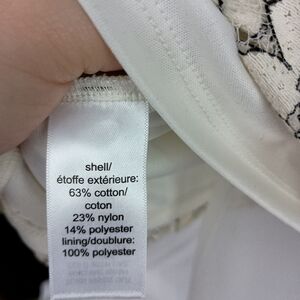 shell/
étoffe extérieure:
63% cotton/
coton
23% nylon
14% polyester
lining/doublure:
100% polyester